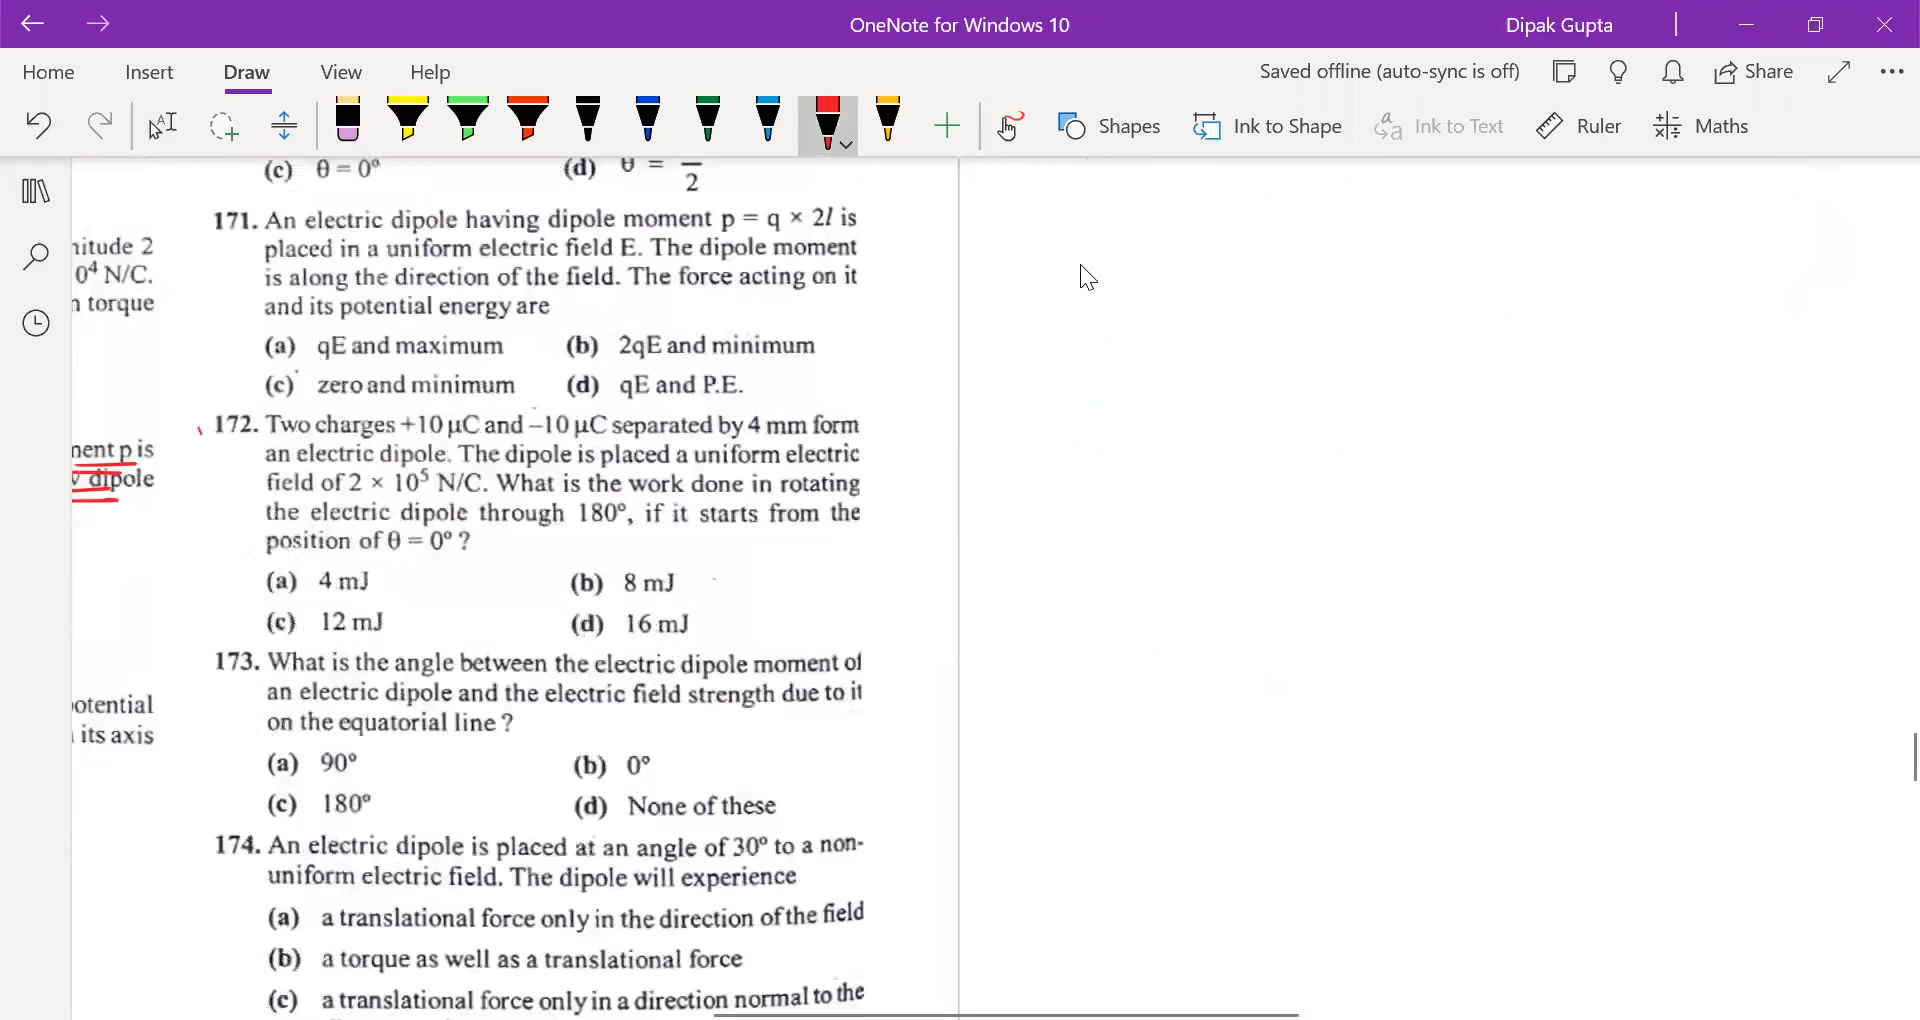 OneNote for Windows 10
Dipak Gupta
Home Insert Draw View Help
Saved offline (auto-sync is off)
Share
Shapes
Ink to Shape
Ink to Text
Ruler
Maths
(c) θ = 0°
(d) θ = — 2
nitude 2
0⁴ N/C.
n torque
nent p is
dipole
otential
its axis
171. An electric dipole having dipole moment p = q × 2l is
placed in a uniform electric field E. The dipole moment
is along the direction of the field. The force acting on it
and its potential energy are
(a) qE and maximum (b) 2qE and minimum
(c) zero and minimum (d) qE and P.E.
172. Two charges +10 µC and –10 µC separated by 4 mm form
an electric dipole. The dipole is placed a uniform electric
field of 2 × 10⁵ N/C. What is the work done in rotating
the electric dipole through 180°, if it starts from the
position of θ = 0° ?
(a) 4 mJ (b) 8 mJ
(c) 12 mJ (d) 16 mJ
173. What is the angle between the electric dipole moment of
an electric dipole and the electric field strength due to it
on the equatorial line ?
(a) 90° (b) 0°
(c) 180° (d) None of these
174. An electric dipole is placed at an angle of 30° to a non-
uniform electric field. The dipole will experience
(a) a translational force only in the direction of the field
(b) a torque as well as a translational force
(c) a translational force only in a direction normal to the